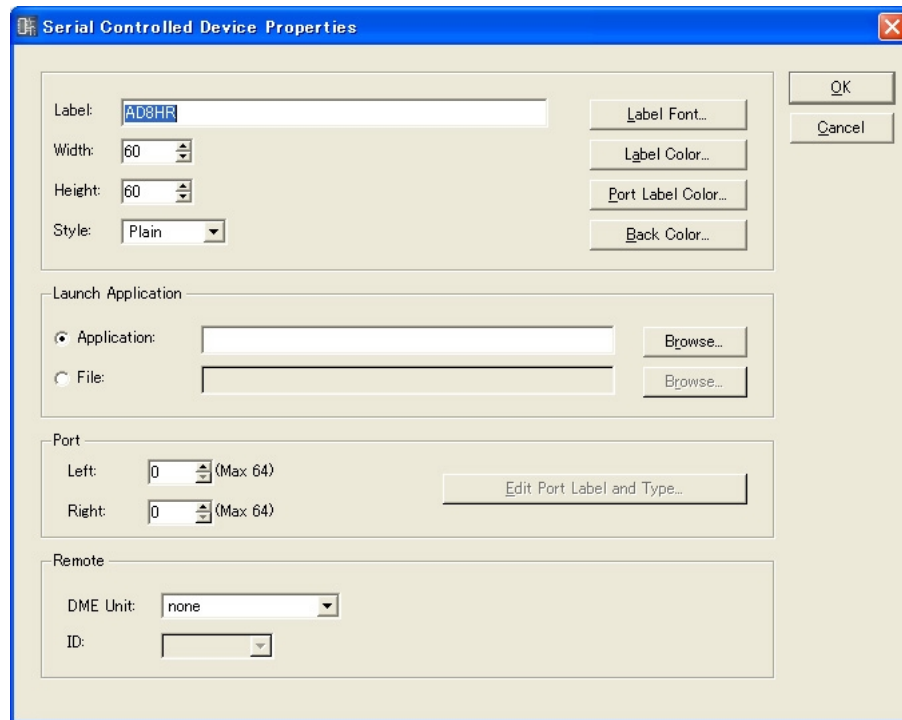 Serial Controlled Device Properties
Label: AD8HR Label Font... OK
Width: 60 Label Color... Cancel
Height: 60 Port Label Color...
Style: Plain Back Color...
Launch Application
Application: Browse...
File: Browse...
Port
Left: 0 (Max 64) Edit Port Label and Type...
Right: 0 (Max 64)
Remote
DME Unit: none
ID: